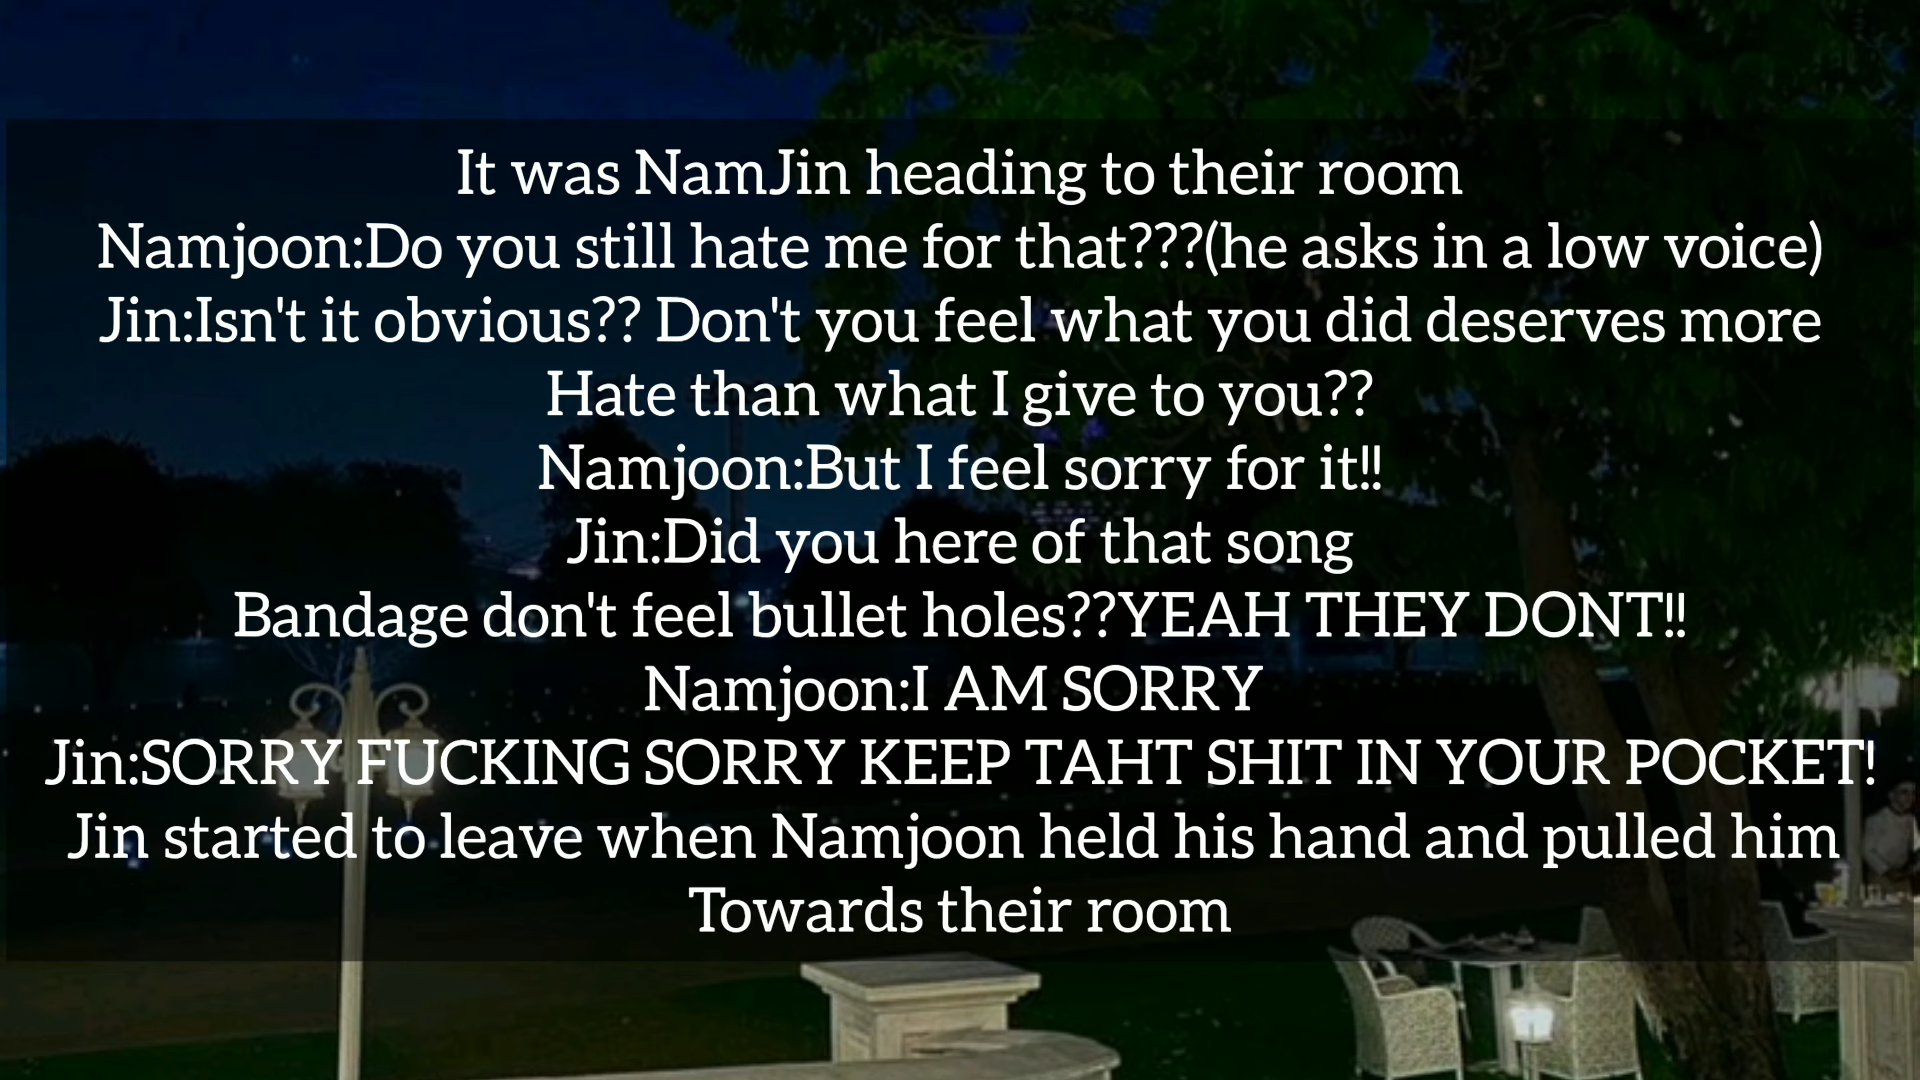 It was NamJin heading to their room
Namjoon:Do you still hate me for that???(he asks in a low voice)
Jin:Isn't it obvious?? Don't you feel what you did deserves more
Hate than what I give to you??
Namjoon:But I feel sorry for it!!
Jin:Did you here of that song
Bandage don't feel bullet holes??YEAH THEY DONT!!
Namjoon:I AM SORRY
Jin:SORRY FUCKING SORRY KEEP TAHT SHIT IN YOUR POCKET!
Jin started to leave when Namjoon held his hand and pulled him
Towards their room